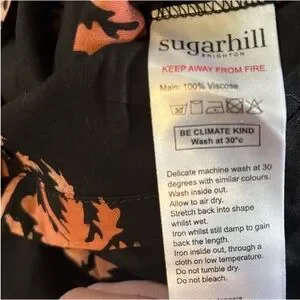 sugarhill
BRIGHTON
KEEP AWAY FROM FIRE
Main: 100% Viscose
30
BE CLIMATE KIND
Wash at 30°c
Delicate machine wash at 30
degrees with similar colours.
Wash inside out.
Allow to air dry.
Stretch back into shape
whilst wet.
Iron whilst still damp to gain
back the length.
Iron inside out, through a
cloth on low temperature.
Do not tumble dry.
Do not bleach.